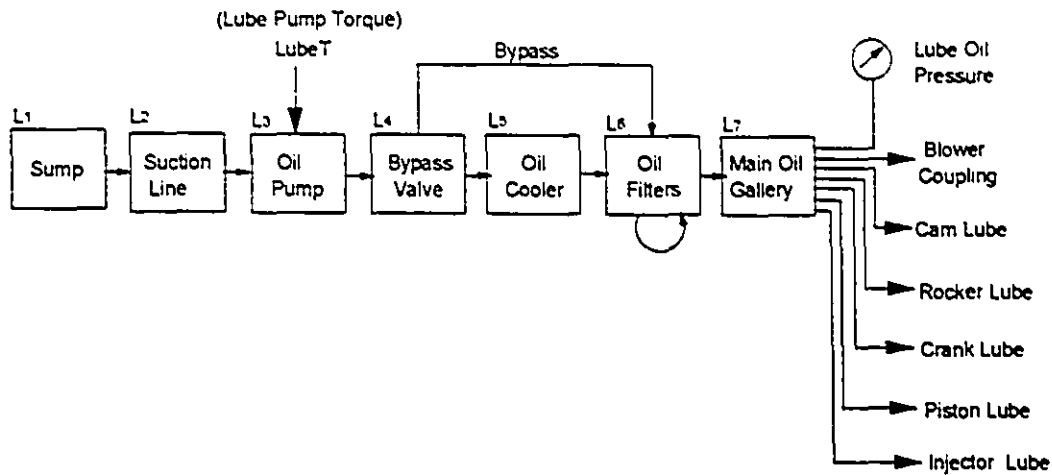 (Lube Pump Torque)
LubeT
Bypass
Lube Oil
Pressure
L1
L2
L3
L4
L5
L6
L7
Sump
Suction
Line
Oil
Pump
Bypass
Valve
Oil
Cooler
Oil
Filters
Main Oil
Gallery
Blower
Coupling
Cam Lube
Rocker Lube
Crank Lube
Piston Lube
Injector Lube